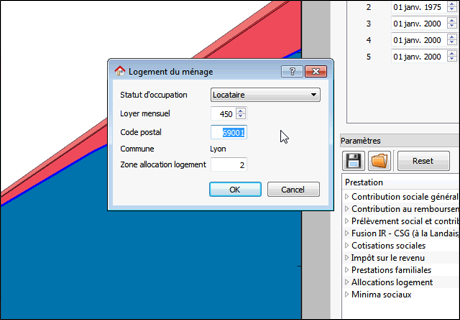 2 01 janv. 1975
3 01 janv. 2000
4 01 janv. 2000
5 01 janv. 2000
Logement du ménage
Statut d'occupation Locataire
Loyer mensuel 450
Code postal 69001
Commune Lyon
Zone allocation logement 2
OK Cancel
Paramètres
Reset
Prestation
Contribution sociale général
Contribution au rembourser
Prélèvement social et contrib
Fusion IR - CSG (à la Landais
Cotisations sociales
Impôt sur le revenu
Prestations familiales
Allocations logement
Minima sociaux